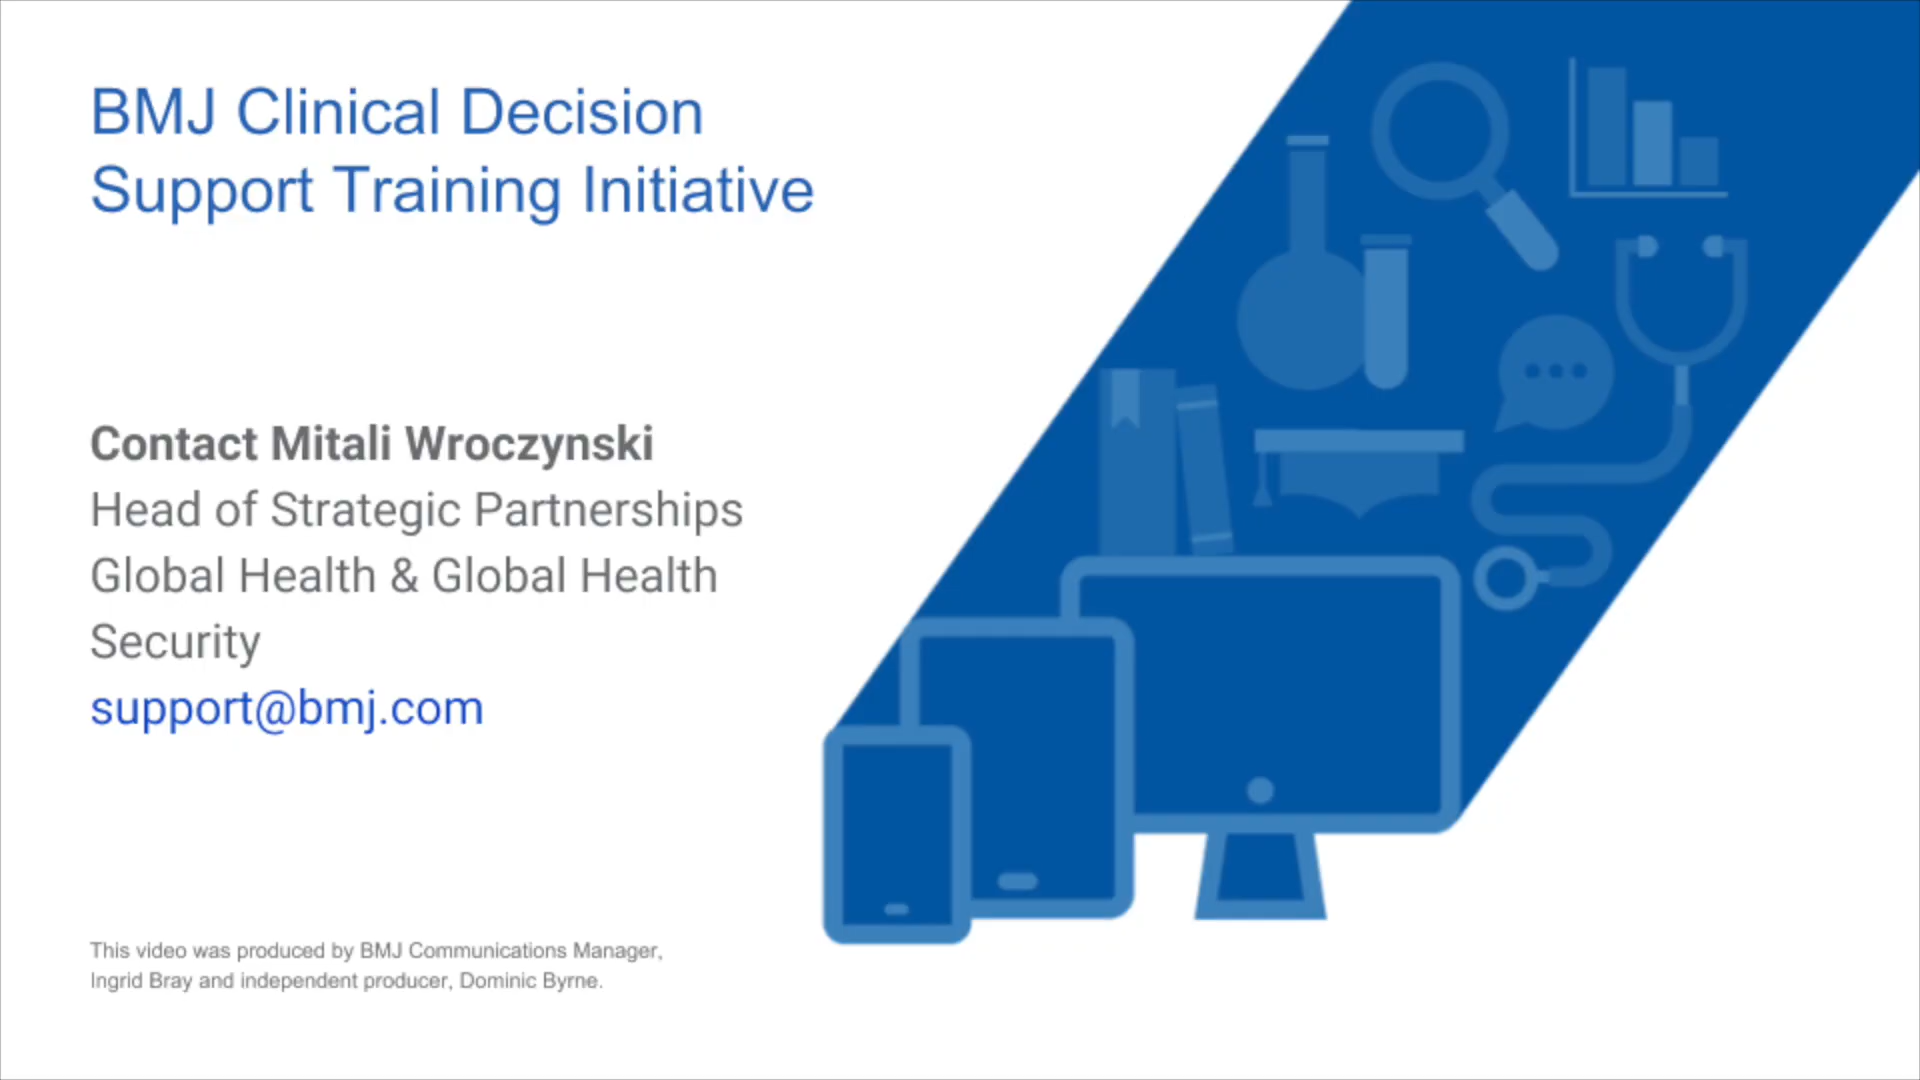 BMJ Clinical Decision
Support Training Initiative
Contact Mitali Wroczynski
Head of Strategic Partnerships
Global Health & Global Health
Security
support@bmj.com
This video was produced by BMJ Communications Manager,
Ingrid Bray and independent producer, Dominic Byrne.